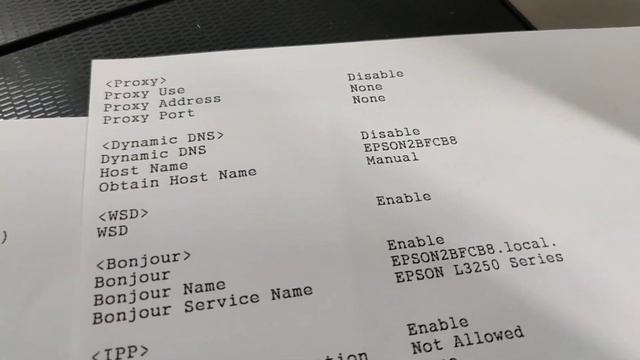 <Proxy>
Proxy Use Disable
Proxy Address None
Proxy Port None
<Dynamic DNS>
Dynamic DNS Disable
Host Name EPSON2BFCB8
Obtain Host Name Manual
<WSD>
WSD Enable
<Bonjour>
Bonjour Enable
Bonjour Name EPSON2BFCB8.local.
Bonjour Service Name EPSON L3250 Series
<IPP>
Enable
Not Allowed
)